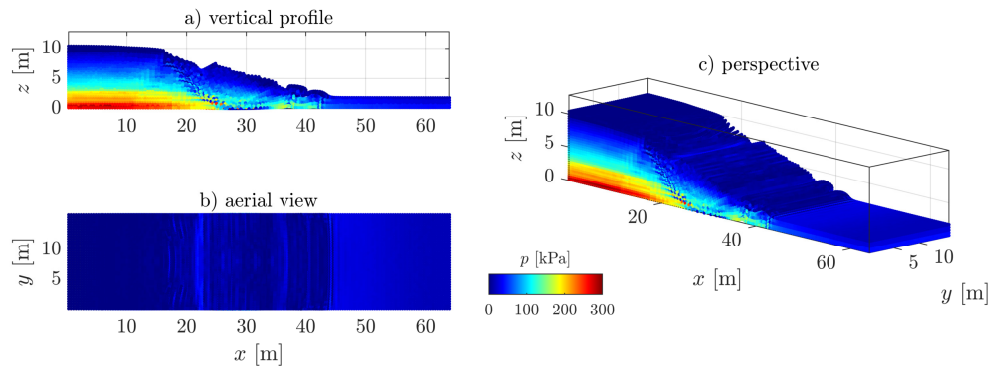 a) vertical profile
z [m]
10
5
0
10 20 30 40 50 60
b) aerial view
y [m]
10
5
10 20 30 40 50 60
x [m]
c) perspective
z [m]
10
5
0
20
40
60
5
10
x [m]
y [m]
p [kPa]
0 100 200 300